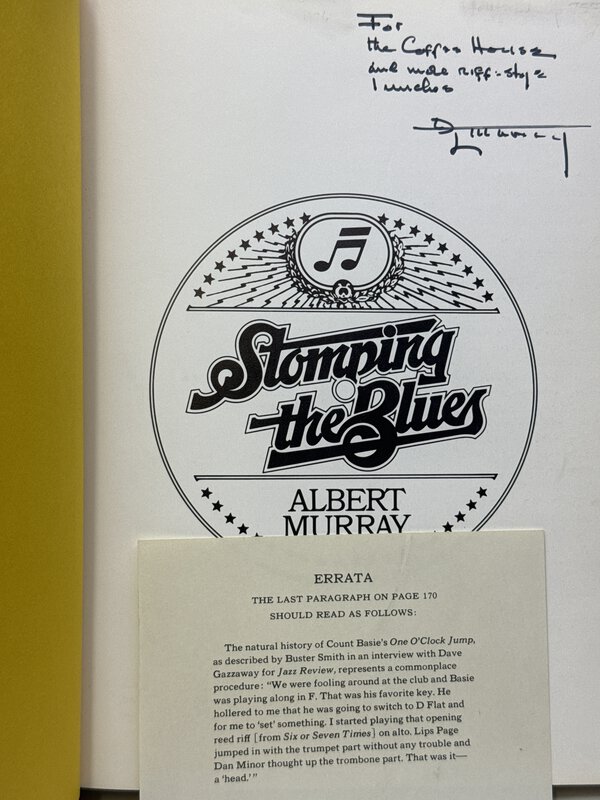 For
the Coffee House
and more riff-style
lunches
Stomping
the Blues
ALBERT
MURRAY
ERRATA
THE LAST PARAGRAPH ON PAGE 170
SHOULD READ AS FOLLOWS:
The natural history of Count Basie's One O'Clock Jump,
as described by Buster Smith in an interview with Dave
Gazzaway for Jazz Review, represents a commonplace
procedure: “We were fooling around at the club and Basie
was playing along in F. That was his favorite key. He
hollered to me that he was going to switch to D Flat and
for me to ‘set’ something. I started playing that opening
reed riff [from Six or Seven Times] on alto. Lips Page
jumped in with the trumpet part without any trouble and
Dan Minor thought up the trombone part. That was it—
a ‘head.’”